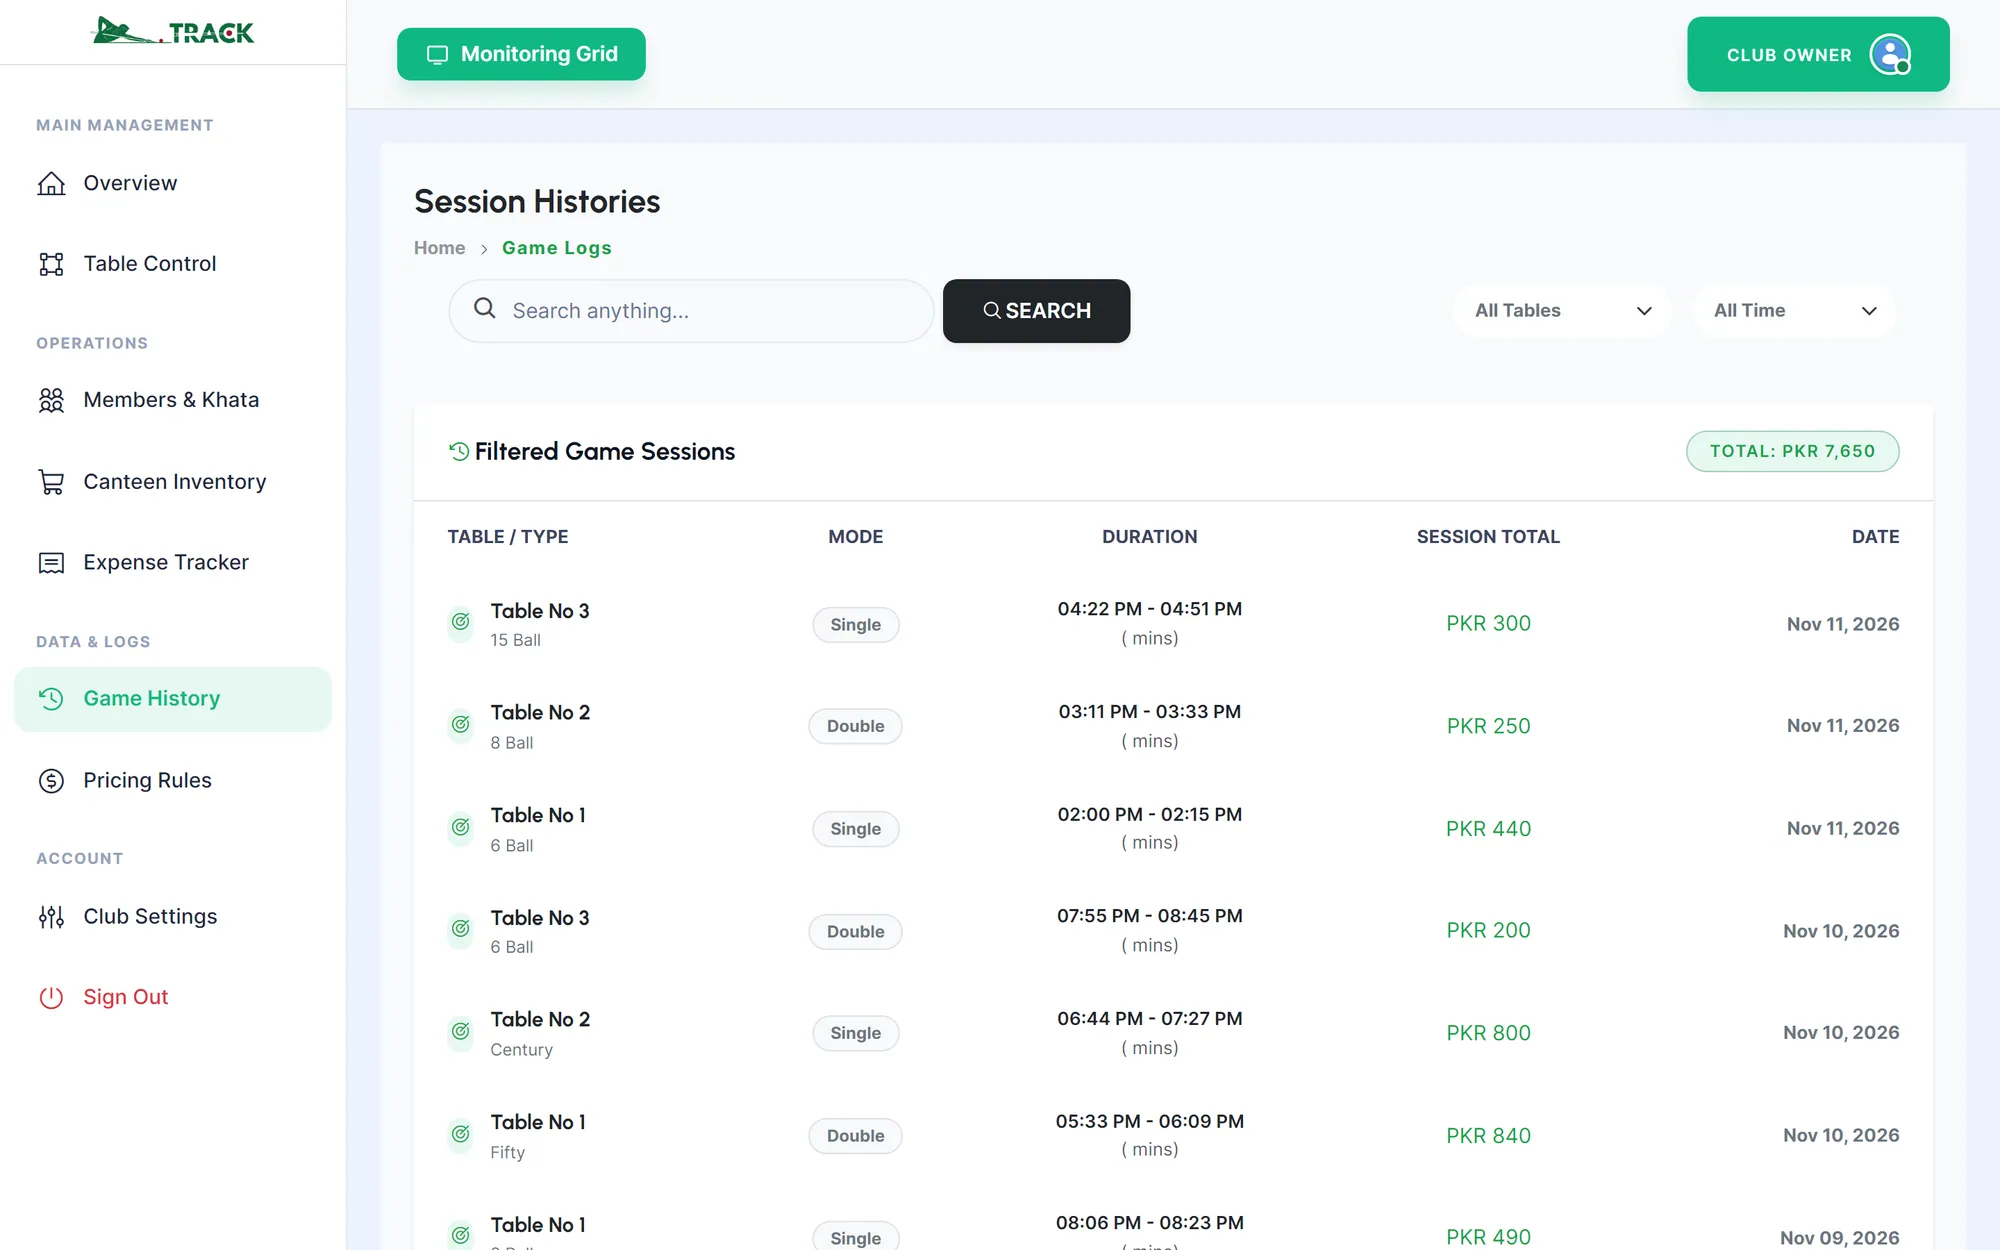 .TRACK
MAIN MANAGEMENT
Overview
Table Control
OPERATIONS
Members & Khata
Canteen Inventory
Expense Tracker
DATA & LOGS
Game History
Pricing Rules
ACCOUNT
Club Settings
Sign Out
Monitoring Grid
CLUB OWNER
Session Histories
Home > Game Logs
Search anything...
SEARCH
All Tables
All Time
Filtered Game Sessions
TOTAL: PKR 7,650
TABLE / TYPE MODE DURATION SESSION TOTAL DATE
Table No 3
15 Ball
Single
04:22 PM - 04:51 PM
( mins)
PKR 300
Nov 11, 2026
Table No 2
8 Ball
Double
03:11 PM - 03:33 PM
( mins)
PKR 250
Nov 11, 2026
Table No 1
6 Ball
Single
02:00 PM - 02:15 PM
( mins)
PKR 440
Nov 11, 2026
Table No 3
6 Ball
Double
07:55 PM - 08:45 PM
( mins)
PKR 200
Nov 10, 2026
Table No 2
Century
Single
06:44 PM - 07:27 PM
( mins)
PKR 800
Nov 10, 2026
Table No 1
Fifty
Double
05:33 PM - 06:09 PM
( mins)
PKR 840
Nov 10, 2026
Table No 1
Single
08:06 PM - 08:23 PM
PKR 490
Nov 09, 2026